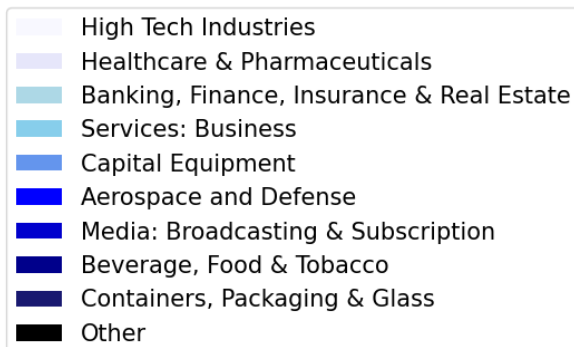 High Tech Industries
Healthcare & Pharmaceuticals
Banking, Finance, Insurance & Real Estate
Services: Business
Capital Equipment
Aerospace and Defense
Media: Broadcasting & Subscription
Beverage, Food & Tobacco
Containers, Packaging & Glass
Other